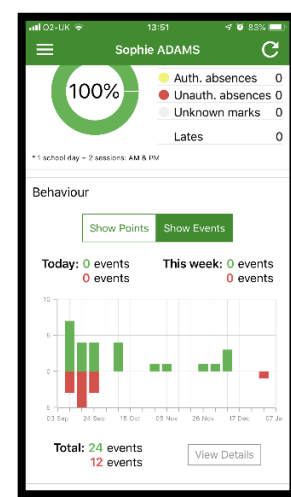 O2-UK 13:51 83%
Sophie ADAMS
100%
Auth. absences 0
Unauth. absences 0
Unknown marks 0
Lates 0
* 1 school day = 2 sessions: AM & PM
Behaviour
Show Points Show Events
Today: 0 events This week: 0 events
0 events 0 events
10
5
0
5
03 Sep 24 Sep 15 Oct 05 Nov 26 Nov 17 Dec 07 Ja
Total: 24 events
12 events
View Details